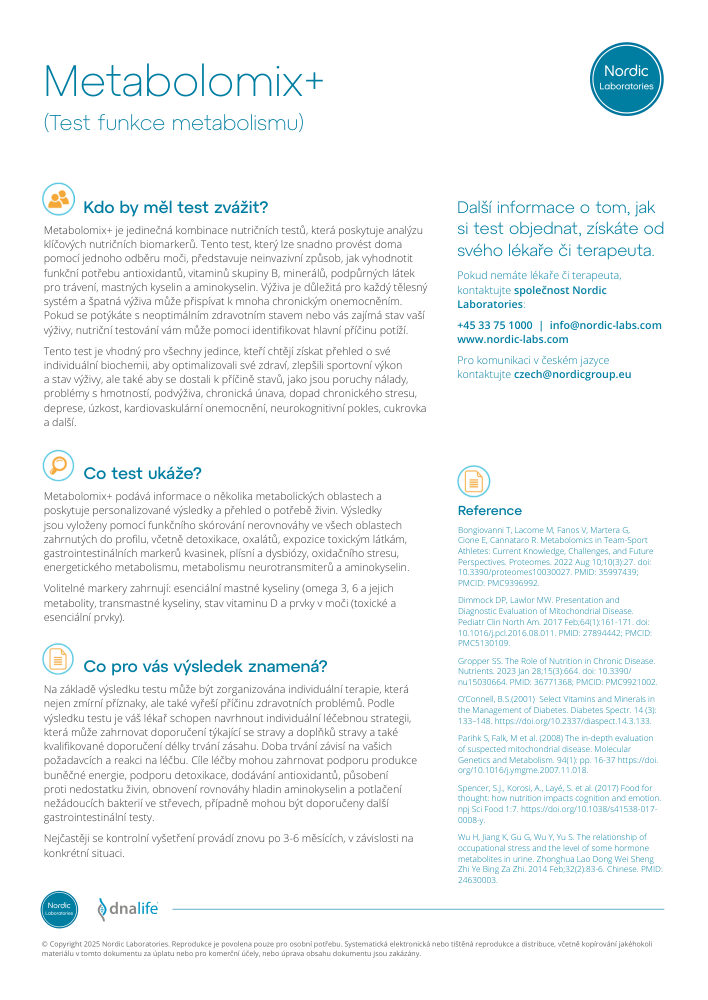 Metabolomix+
(Test funkce metabolismu)
Nordic
Laboratories
Kdo by měl test zvážit?
Metabolomix+ je jedinečná kombinace nutričních testů, která poskytuje analýzu
klíčových nutričních biomarkerů. Tento test, který lze snadno provést doma
pomocí jednoho odběru moči, představuje neinvazivní způsob, jak vyhodnotit
funkční potřebu antioxidantů, vitaminů skupiny B, minerálů, podpůrných látek
pro trávení, mastných kyselin a aminokyselin. Výživa je důležitá pro každý tělesný
systém a špatná výživa může přispívat k mnoha chronickým onemocněním.
Pokud se potýkáte s neoptimálním zdravotním stavem nebo vás zajímá stav vaší
výživy, nutriční testování vám může pomoci identifikovat hlavní příčinu potíží.
Tento test je vhodný pro všechny jedince, kteří chtějí získat přehled o své
individuální biochemii, aby optimalizovali své zdraví, zlepšili sportovní výkon
a stav výživy, ale také aby se dostali k příčině stavů, jako jsou poruchy nálady,
problémy s hmotností, podvýživa, chronická únava, dopad chronického stresu,
deprese, úzkost, kardiovaskulární onemocnění, neurokognitivní pokles, cukrovka
a další.
Co test ukáže?
Metabolomix+ podává informace o několika metabolických oblastech a
poskytuje personalizované výsledky a přehled o potřebě živin. Výsledky
jsou vyloženy pomocí funkčního skórování nerovnováhy ve všech oblastech
zahrnutých do profilu, včetně detoxikace, oxalátů, expozice toxickým látkám,
gastrointestinálních markerů kvasinek, plísní a dysbiózy, oxidačního stresu,
energetického metabolismu, metabolismu neurotransmiterů a aminokyselin.
Volitelné markery zahrnují: esenciální mastné kyseliny (omega 3, 6 a jejich
metabolity, transmastné kyseliny, stav vitaminu D a prvky v moči (toxické a
esenciální prvky).
Co pro vás výsledek znamená?
Na základě výsledku testu může být zorganizována individuální terapie, která
nejen zmírní příznaky, ale také vyřeší příčinu zdravotních problémů. Podle
výsledku testu je váš lékař schopen navrhnout individuální léčebnou strategii,
která může zahrnovat doporučení týkající se stravy a doplňků stravy a také
kvalifikované doporučení délky trvání zásahu. Doba trvání závisí na vašich
požadavcích a reakci na léčbu. Cíle léčby mohou zahrnovat podporu produkce
buněčné energie, podporu detoxikace, dodávání antioxidantů, působení
proti nedostatku živin, obnovení rovnováhy hladin aminokyselin a potlačení
nežádoucích bakterií ve střevech, případně mohou být doporučeny další
gastrointestinální testy.
Nejčastěji se kontrolní vyšetření provádí znovu po 3-6 měsících, v závislosti na
konkrétní situaci.
Další informace o tom, jak
si test objednat, získáte od
svého lékaře či terapeuta.
Pokud nemáte lékaře či terapeuta,
kontaktujte společnost Nordic
Laboratories:
+45 33 75 1000 | info@nordic-labs.com
www.nordic-labs.com
Pro komunikaci v českém jazyce
kontaktujte czech@nordicgroup.eu
Reference
Bongiovanni T, Lacome M, Fanos V, Martera G,
Cione E, Cannataro R. Metabolomics in Team-Sport
Athletes: Current Knowledge, Challenges, and Future
Perspectives. Proteomes. 2022 Aug 10;10(3):27. doi:
10.3390/proteomes10030027. PMID: 35997439;
PMCID: PMC9396992.
Dimmock DP, Lawlor MW. Presentation and
Diagnostic Evaluation of Mitochondrial Disease.
Pediatr Clin North Am. 2017 Feb;64(1):161-171. doi:
10.1016/j.pcl.2016.08.011. PMID: 27894442; PMCID:
PMC5130109.
Gropper SS. The Role of Nutrition in Chronic Disease.
Nutrients. 2023 Jan 28;15(3):664. doi: 10.3390/
nu15030664. PMID: 36771368; PMCID: PMC9921002.
O'Connell, B.S.(2001) Select Vitamins and Minerals in
the Management of Diabetes. Diabetes Spectr. 14 (3):
133–148. https://doi.org/10.2337/diaspect.14.3.133.
Parihk S, Falk, M et al. (2008) The in-depth evaluation
of suspected mitochondrial disease. Molecular
Genetics and Metabolism. 94(1): pp. 16-37 https://doi.
org/10.1016/j.ymgme.2007.11.018.
Spencer, S.J., Korosi, A., Layé, S. et al. (2017) Food for
thought: how nutrition impacts cognition and emotion.
npj Sci Food 1:7. https://doi.org/10.1038/s41538-017-
0008-y.
Wu H, Jiang K, Gu G, Wu Y, Yu S. The relationship of
occupational stress and the level of some hormone
metabolites in urine. Zhonghua Lao Dong Wei Sheng
Zhi Ye Bing Za Zhi. 2014 Feb;32(2):83-6. Chinese. PMID:
24630003.
Nordic
Laboratories
dnalife
© Copyright 2025 Nordic Laboratories. Reprodukce je povolena pouze pro osobní potřebu. Systematická elektronická nebo tištěná reprodukce a distribuce, včetně kopírování jakéhokoli
materiálu v tomto dokumentu za úplatu nebo pro komerční účely, nebo úprava obsahu dokumentu jsou zakázány.